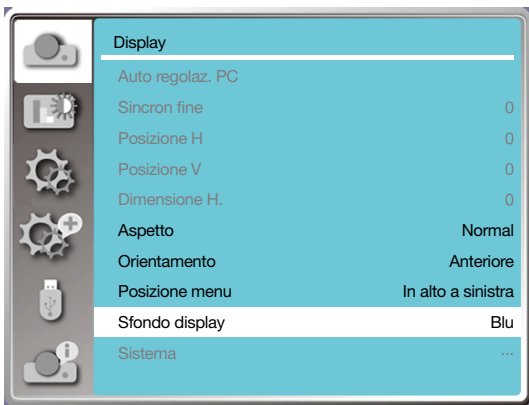 Display
Auto regolaz. PC
Sincron fine 0
Posizione H 0
Posizione V 0
Dimensione H. 0
Aspetto Normal
Orientamento Anteriore
Posizione menu In alto a sinistra
Sfondo display Blu
Sistema ...